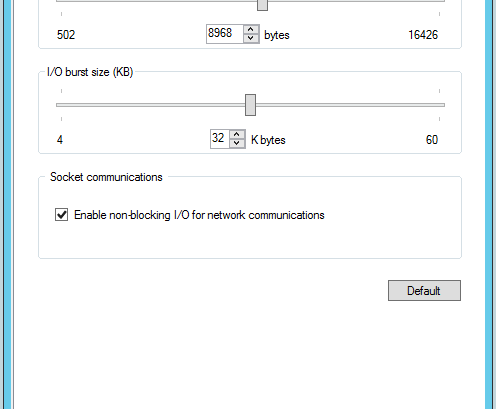 502 8968 bytes 16426
I/O burst size (KB)
4 32 K bytes 60
Socket communications
Enable non-blocking I/O for network communications
Default